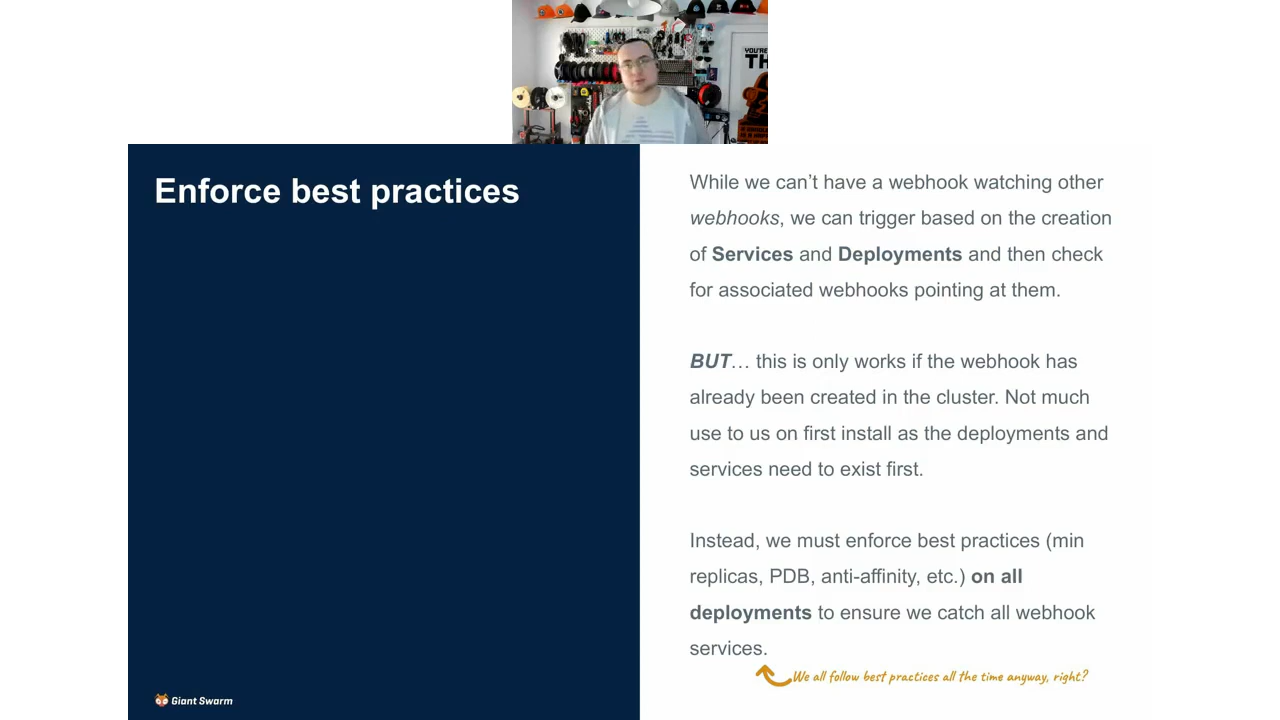 YOU'RE
TH
Enforce best practices
While we can’t have a webhook watching other
webhooks, we can trigger based on the creation
of Services and Deployments and then check
for associated webhooks pointing at them.
BUT… this is only works if the webhook has
already been created in the cluster. Not much
use to us on first install as the deployments and
services need to exist first.
Instead, we must enforce best practices (min
replicas, PDB, anti-affinity, etc.) on all
deployments to ensure we catch all webhook
services.
We all follow best practices all the time anyway, right?
Giant Swarm